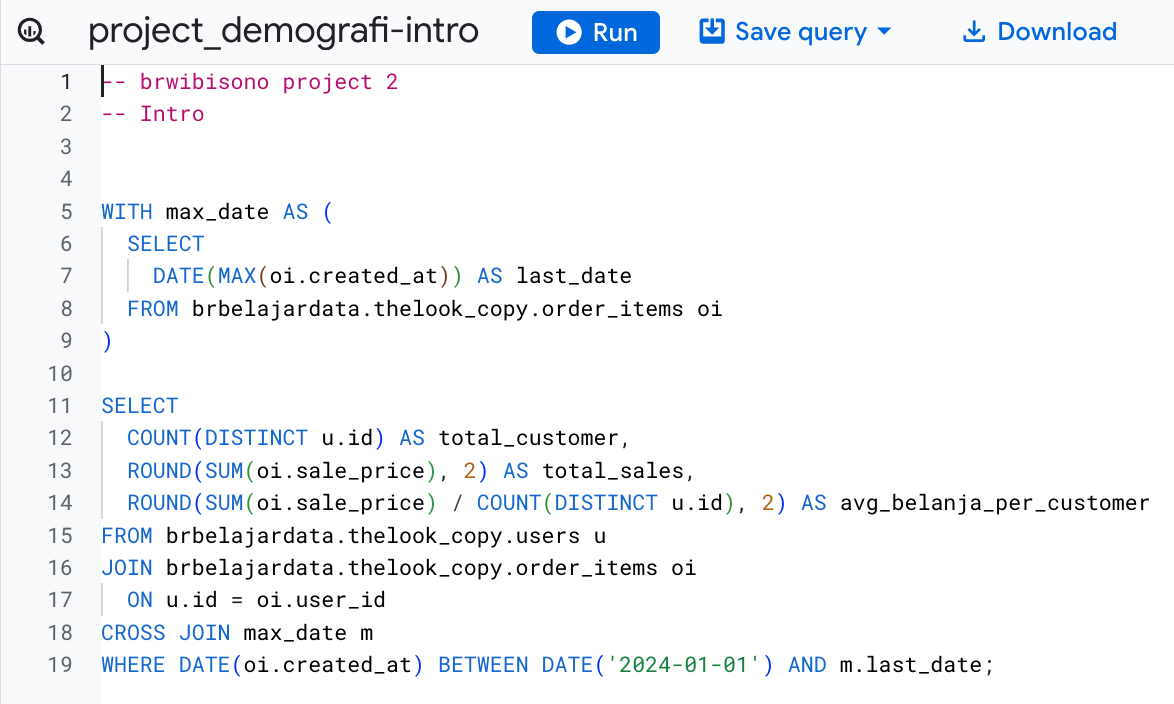 project_demografi-intro Run Save query Download
1 -- brwibisono project 2
2 -- Intro
3
4
5 WITH max_date AS (
6   SELECT
7     DATE(MAX(oi.created_at)) AS last_date
8   FROM brbelajardata.thelook_copy.order_items oi
9 )
10
11 SELECT
12   COUNT(DISTINCT u.id) AS total_customer,
13   ROUND(SUM(oi.sale_price), 2) AS total_sales,
14   ROUND(SUM(oi.sale_price) / COUNT(DISTINCT u.id), 2) AS avg_belanja_per_customer
15 FROM brbelajardata.thelook_copy.users u
16 JOIN brbelajardata.thelook_copy.order_items oi
17   ON u.id = oi.user_id
18 CROSS JOIN max_date m
19 WHERE DATE(oi.created_at) BETWEEN DATE('2024-01-01') AND m.last_date;